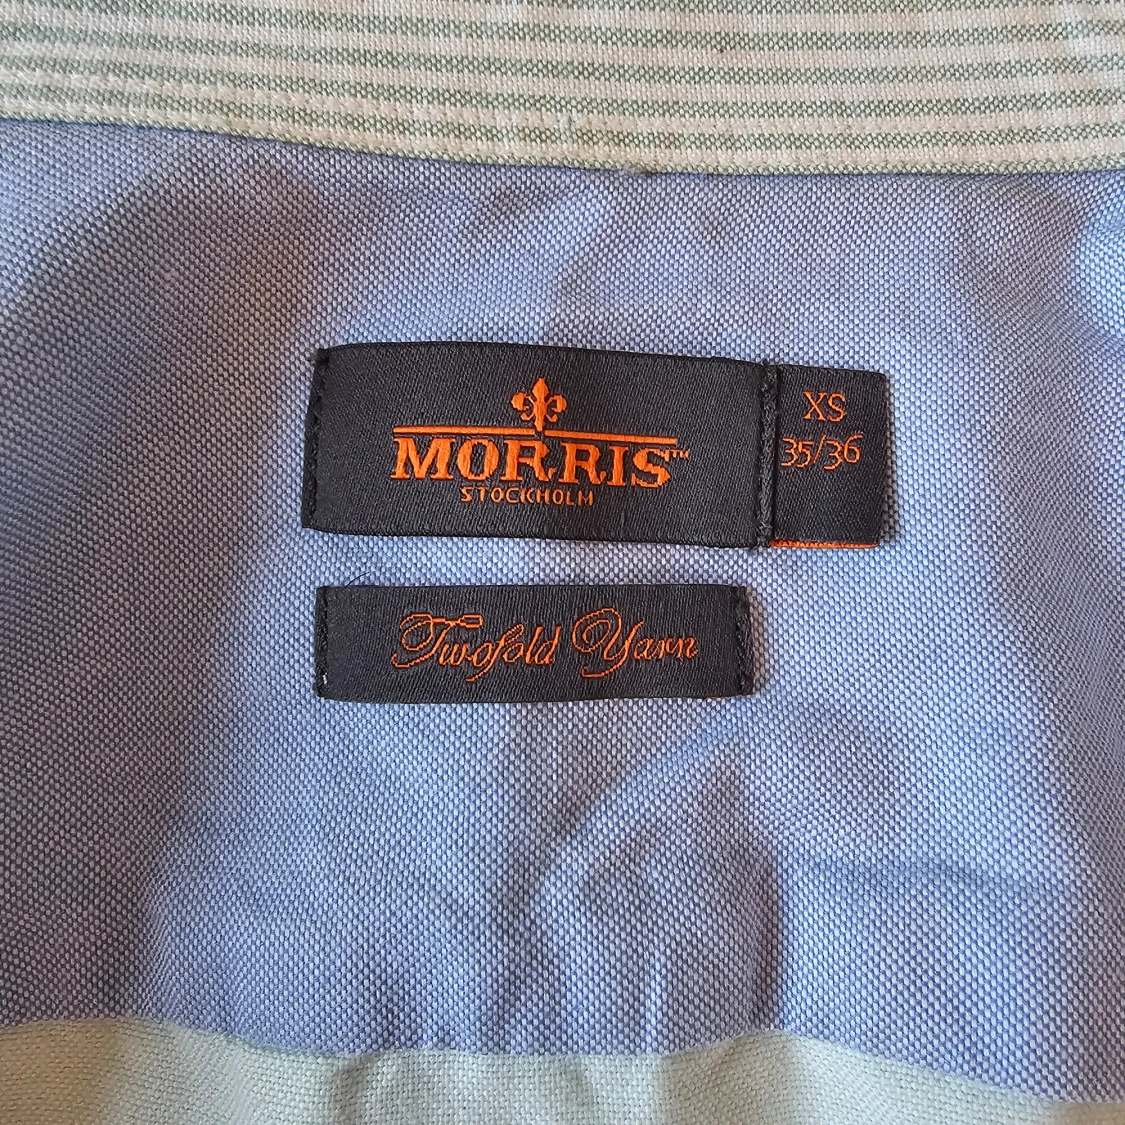 MORRIS™
STOCKHOLM
XS
35/36
Twofold Yarn